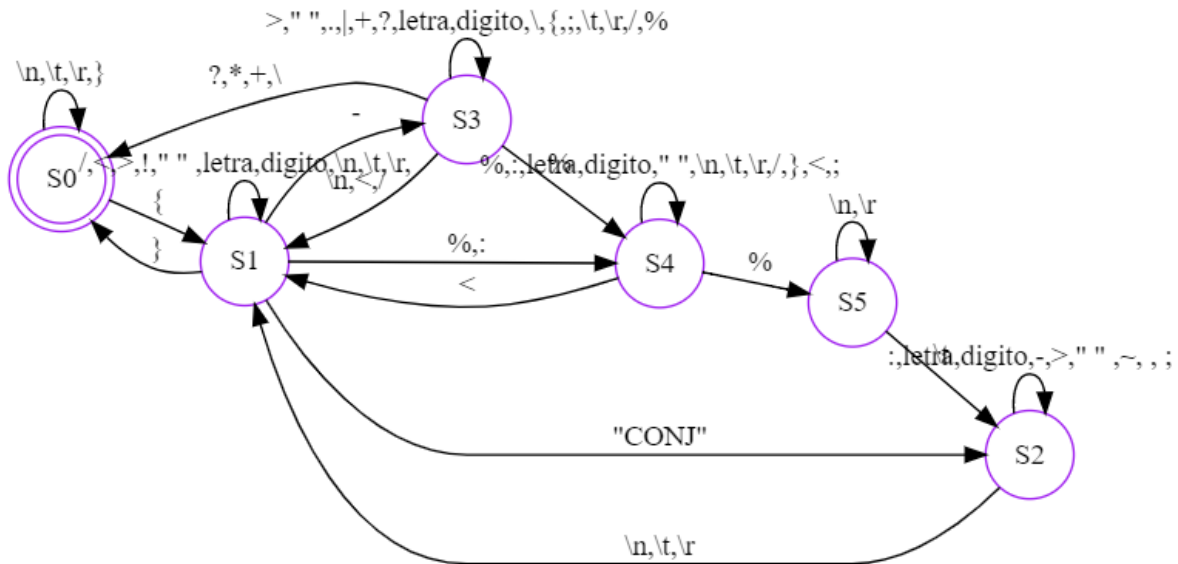 >," ",.,|,+,?,letra,digito,\,{,;,\t,\r,/,%
\n,\t,\r,}
?,*,+,\
-
S3
S0
/,<,>,!," " ,letra,digito,\n,\t,\r,
\n,<,/
%,:,letra,digito," ",\n,\t,\r,/,},<,;
%
{
}
S1
%,:
<
S4
%
\n,\r
S5
:,letra,digito,-,>," " ,~, , ;
"CONJ"
S2
\n,\t,\r